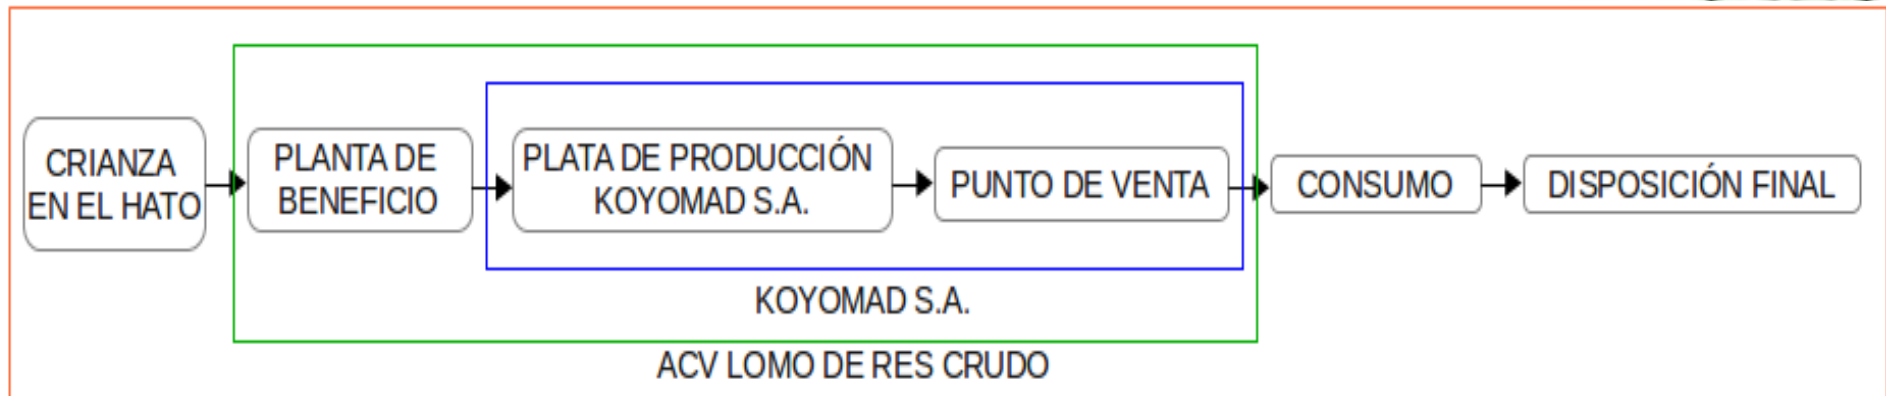 CRIANZA
EN EL HATO
PLANTA DE
BENEFICIO
PLATA DE PRODUCCIÓN
KOYOMAD S.A.
PUNTO DE VENTA
CONSUMO
DISPOSICIÓN FINAL
KOYOMAD S.A.
ACV LOMO DE RES CRUDO